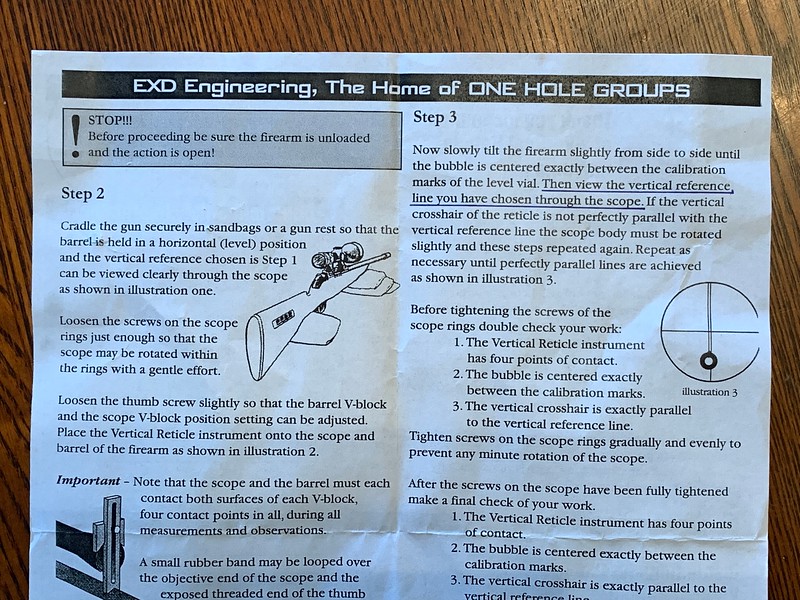 EXD Engineering, The Home of ONE HOLE GROUPS
! STOP!!!
Before proceeding be sure the firearm is unloaded
and the action is open!
Step 2
Cradle the gun securely in sandbags or a gun rest so that the
barrel is held in a horizontal (level) position
and the vertical reference chosen is Step 1
can be viewed clearly through the scope
as shown in illustration one.
Loosen the screws on the scope
rings just enough so that the
scope may be rotated within
the rings with a gentle effort.
Loosen the thumb screw slightly so that the barrel V-block
and the scope V-block position setting can be adjusted.
Place the Vertical Reticle instrument onto the scope and
barrel of the firearm as shown in illustration 2.
Important – Note that the scope and the barrel must each
contact both surfaces of each V-block,
four contact points in all, during all
measurements and observations.
A small rubber band may be looped over
the objective end of the scope and the
exposed threaded end of the thumb
Step 3
Now slowly tilt the firearm slightly from side to side until
the bubble is centered exactly between the calibration
marks of the level vial. Then view the vertical reference
line you have chosen through the scope. If the vertical
crosshair of the reticle is not perfectly parallel with the
vertical reference line the scope body must be rotated
slightly and these steps repeated again. Repeat as
necessary until perfectly parallel lines are achieved
as shown in illustration 3.
Before tightening the screws of the
scope rings double check your work:
1. The Vertical Reticle instrument
has four points of contact.
2. The bubble is centered exactly
between the calibration marks.
3. The vertical crosshair is exactly parallel
to the vertical reference line.
illustration 3
Tighten screws on the scope rings gradually and evenly to
prevent any minute rotation of the scope.
After the screws on the scope have been fully tightened
make a final check of your work.
1. The Vertical Reticle instrument has four points
of contact.
2. The bubble is centered exactly between the
calibration marks.
3. The vertical crosshair is exactly parallel to the
vertical reference line.